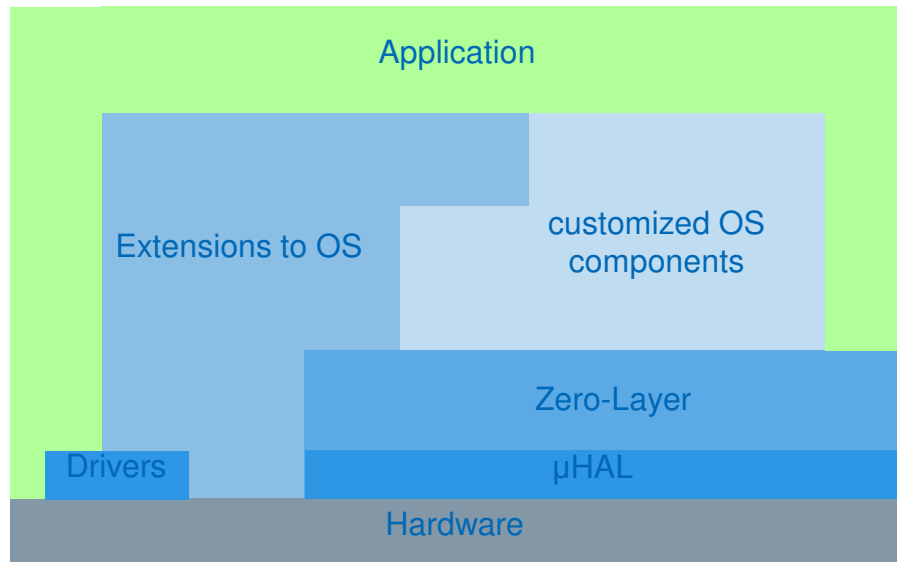 Application
Extensions to OS
customized OS
components
Zero-Layer
Drivers
µHAL
Hardware